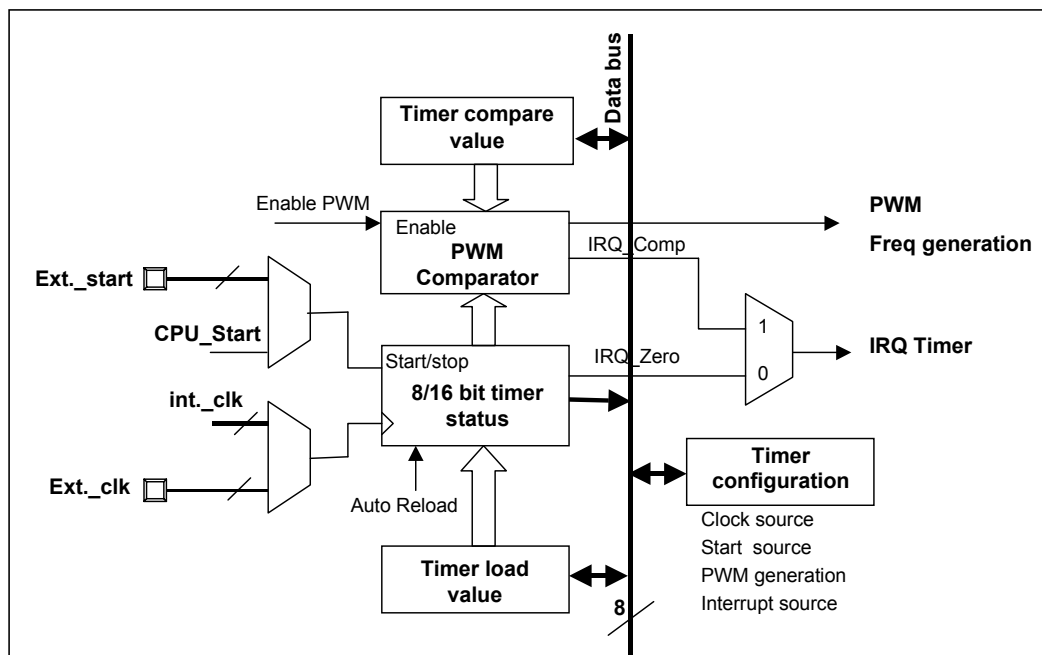 Data bus
Timer compare
value
Enable PWM
Enable
PWM
Comparator
PWM
Freq generation
IRQ_Comp
Ext._start
CPU_Start
Start/stop
8/16 bit timer
status
IRQ_Zero
1
0
IRQ Timer
int._clk
Ext._clk
Auto Reload
Timer
configuration
Clock source
Start source
PWM generation
Interrupt source
Timer load
value
8